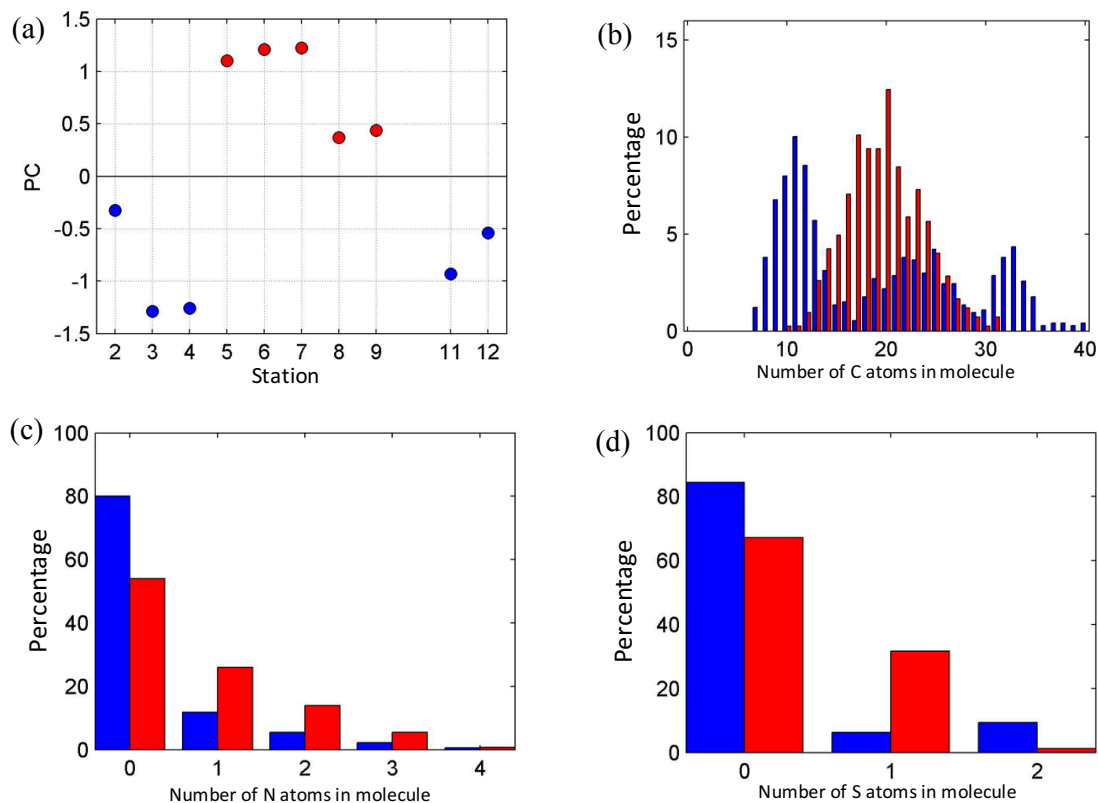 (a)
1.5
1
0.5
0
-0.5
-1
-1.5
PC
2 3 4 5 6 7 8 9 11 12
Station
(b)
15
10
5
0
Percentage
0 10 20 30 40
Number of C atoms in molecule
(c)
100
80
60
40
20
0
Percentage
0 1 2 3 4
Number of N atoms in molecule
(d)
100
80
60
40
20
0
Percentage
0 1 2
Number of S atoms in molecule